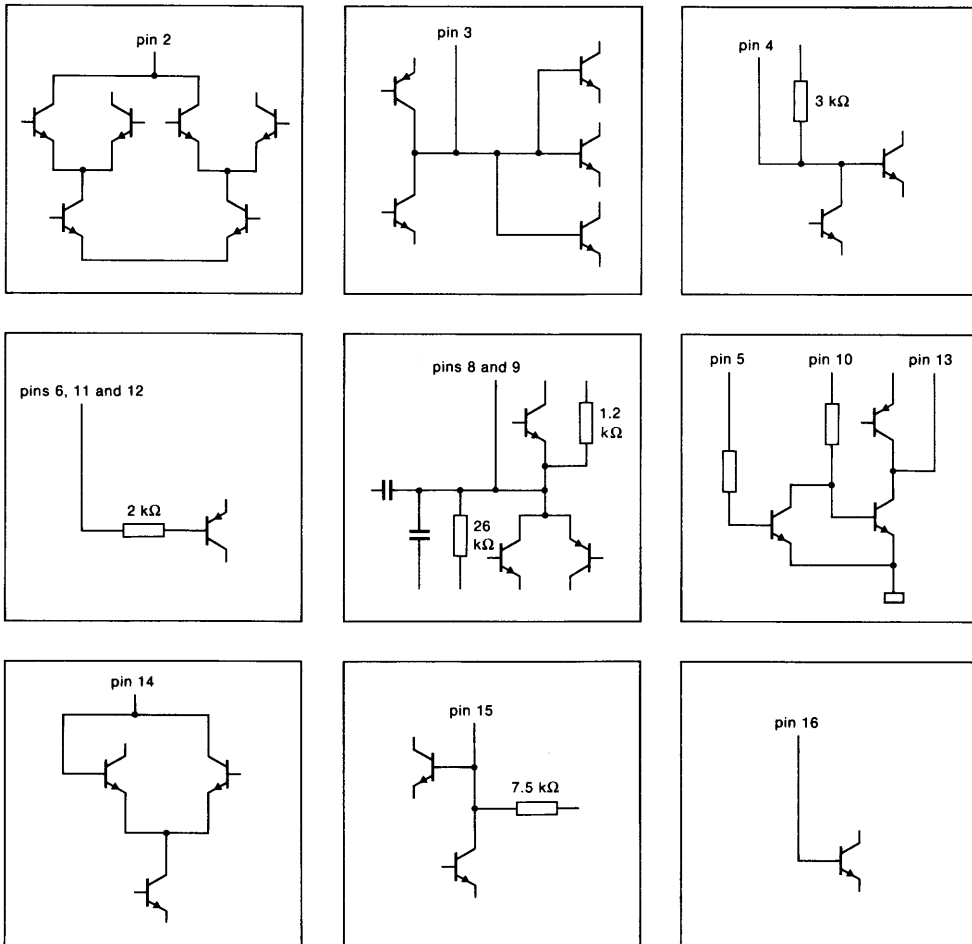 pin 2
pin 3
pin 4
3 kΩ
pins 6, 11 and 12
2 kΩ
pins 8 and 9
1.2
kΩ
26
kΩ
pin 5
pin 10
pin 13
pin 14
pin 15
7.5 kΩ
pin 16